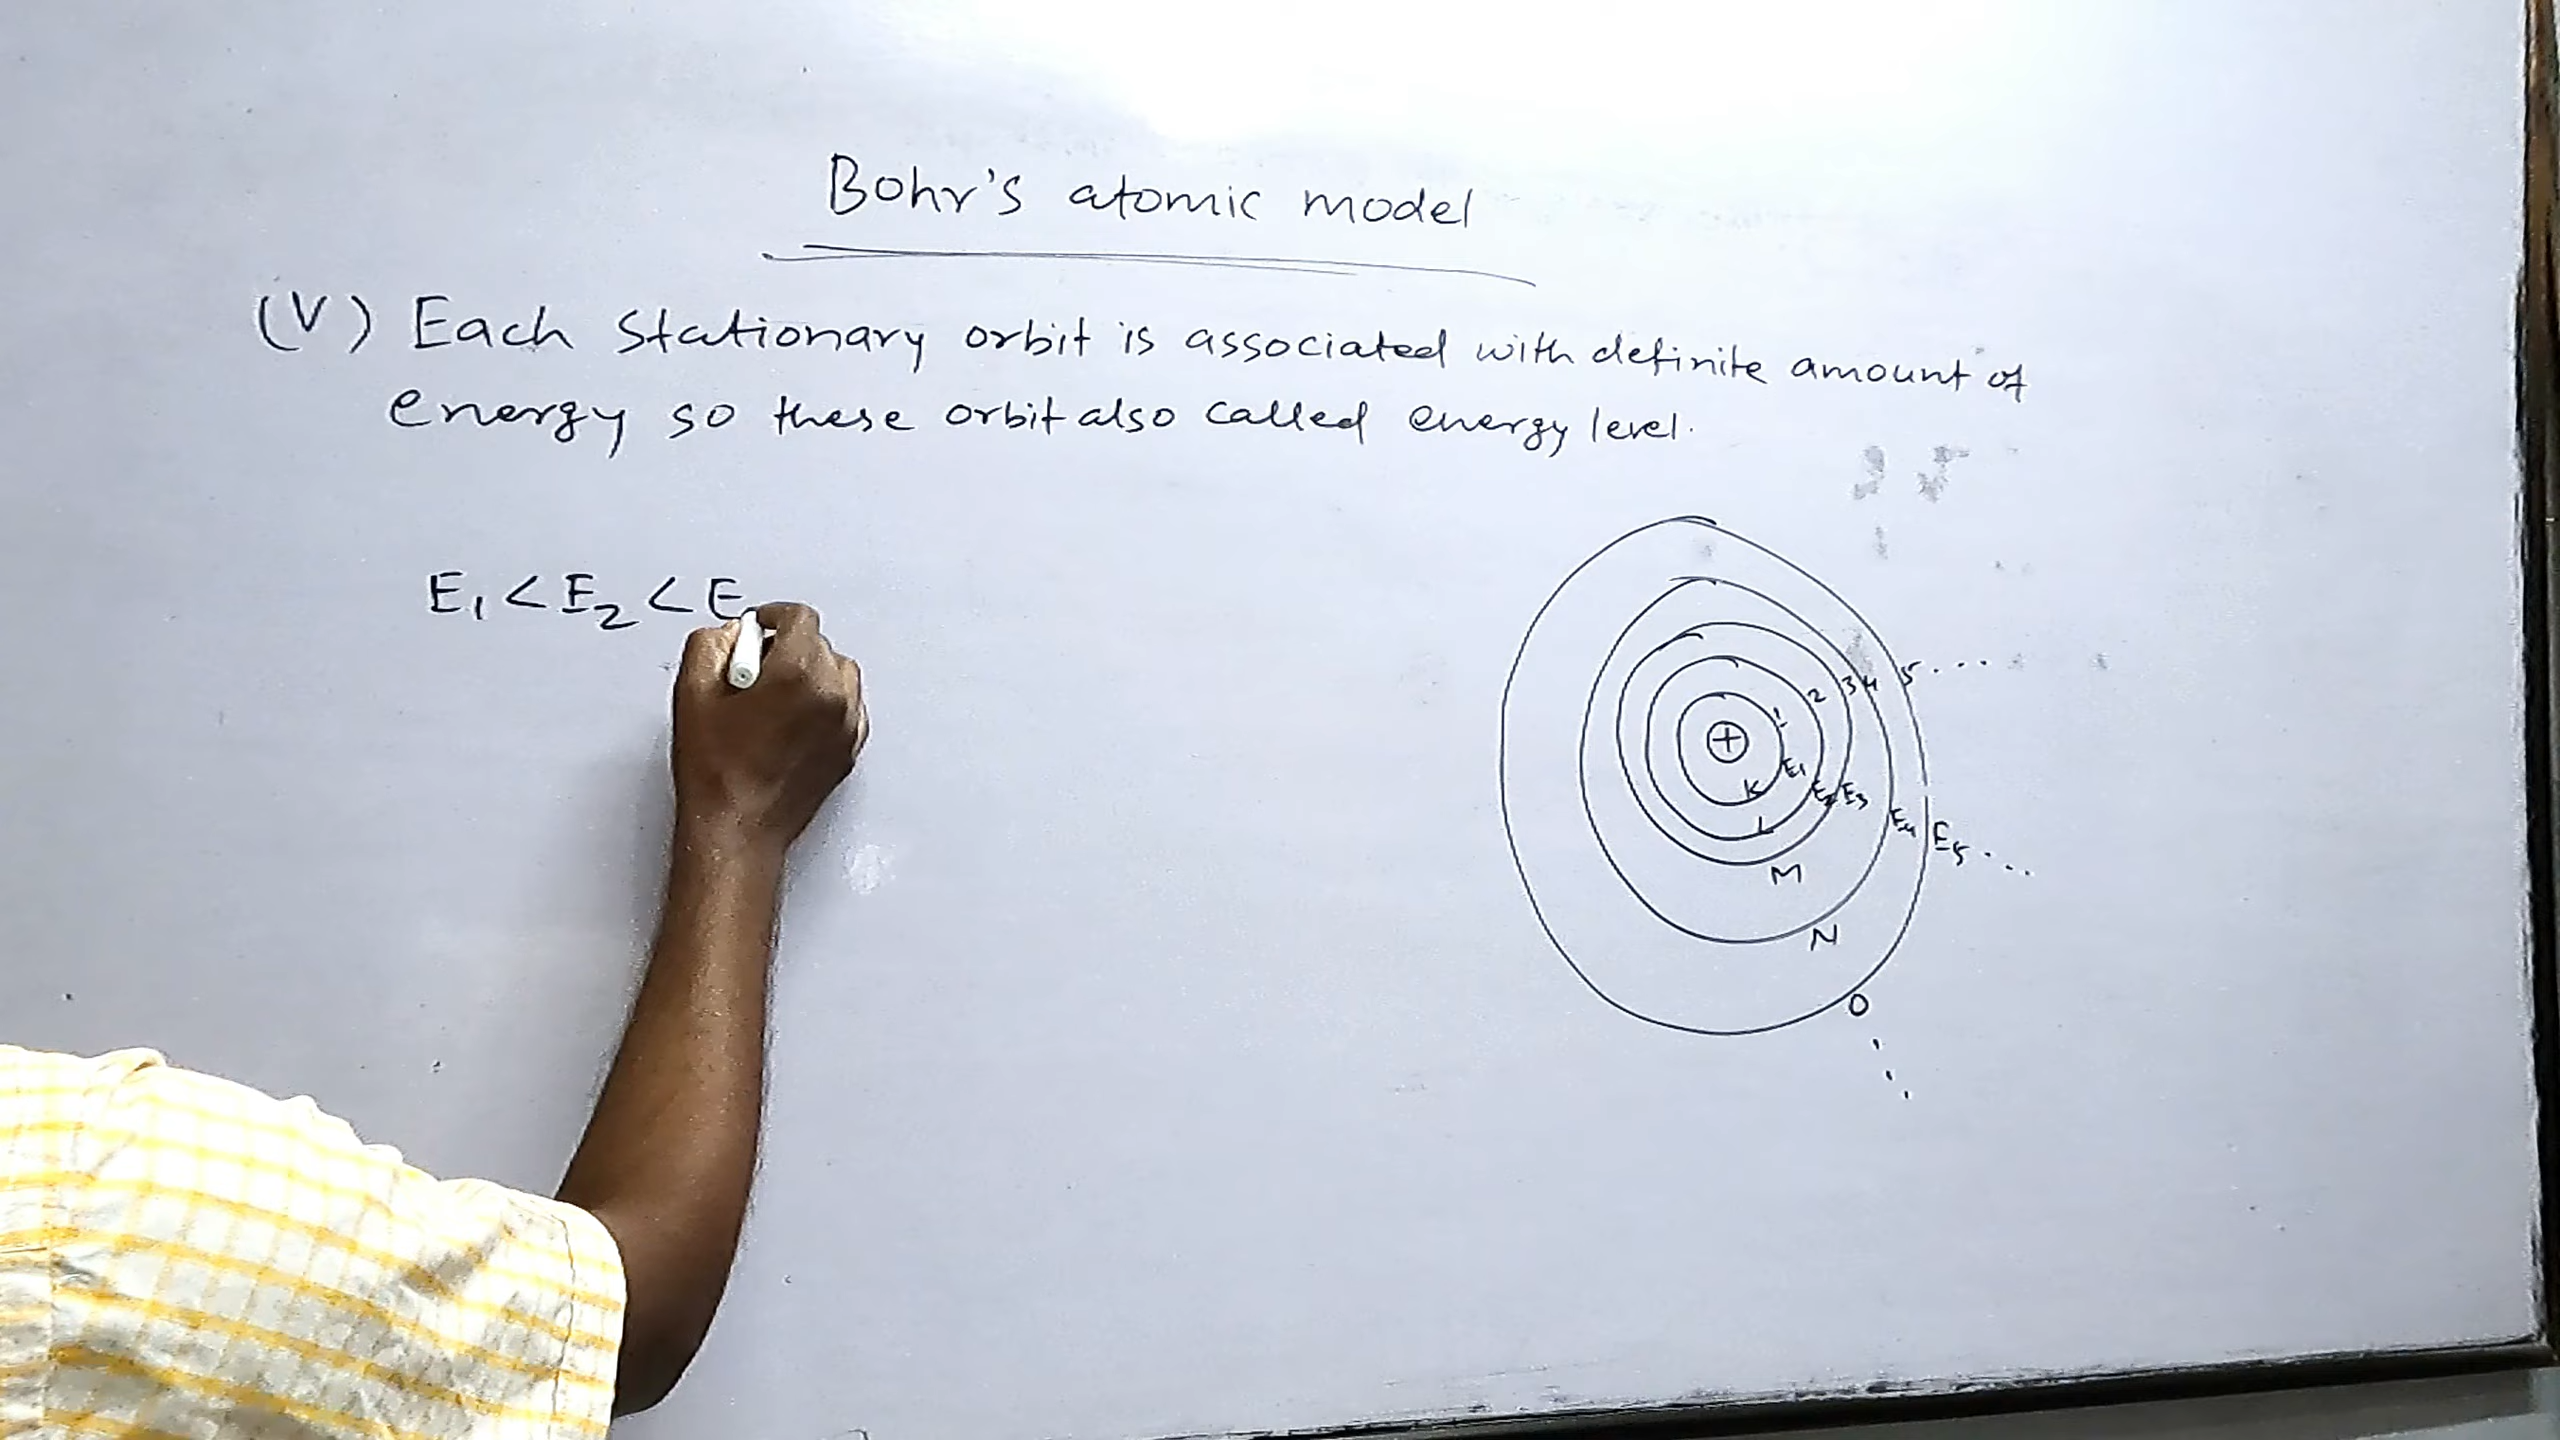 Bohr's atomic model
(V) Each stationary orbit is associated with definite amount of
energy so these orbit also called energy level.
E₁ < E₂ < E
1 2 3 4 5 . . .
+
K E₁ E₂ E₃ E₄ E₅ . . .
L
M
N
O